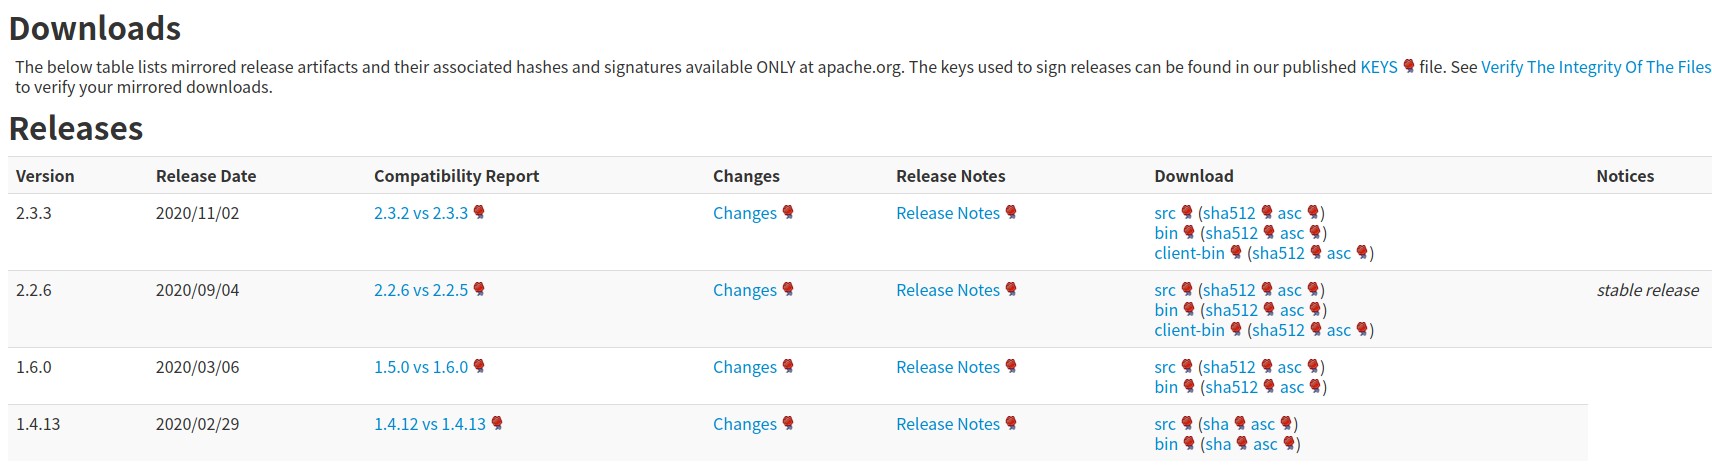 Downloads
The below table lists mirrored release artifacts and their associated hashes and signatures available ONLY at apache.org. The keys used to sign releases can be found in our published KEYS file. See Verify The Integrity Of The Files
to verify your mirrored downloads.
Releases
Version Release Date Compatibility Report Changes Release Notes Download Notices
2.3.3 2020/11/02 2.3.2 vs 2.3.3 Changes Release Notes src (sha512 asc )
bin (sha512 asc )
client-bin (sha512 asc )
2.2.6 2020/09/04 2.2.6 vs 2.2.5 Changes Release Notes src (sha512 asc ) stable release
bin (sha512 asc )
client-bin (sha512 asc )
1.6.0 2020/03/06 1.5.0 vs 1.6.0 Changes Release Notes src (sha512 asc )
bin (sha512 asc )
1.4.13 2020/02/29 1.4.12 vs 1.4.13 Changes Release Notes src (sha asc )
bin (sha asc )